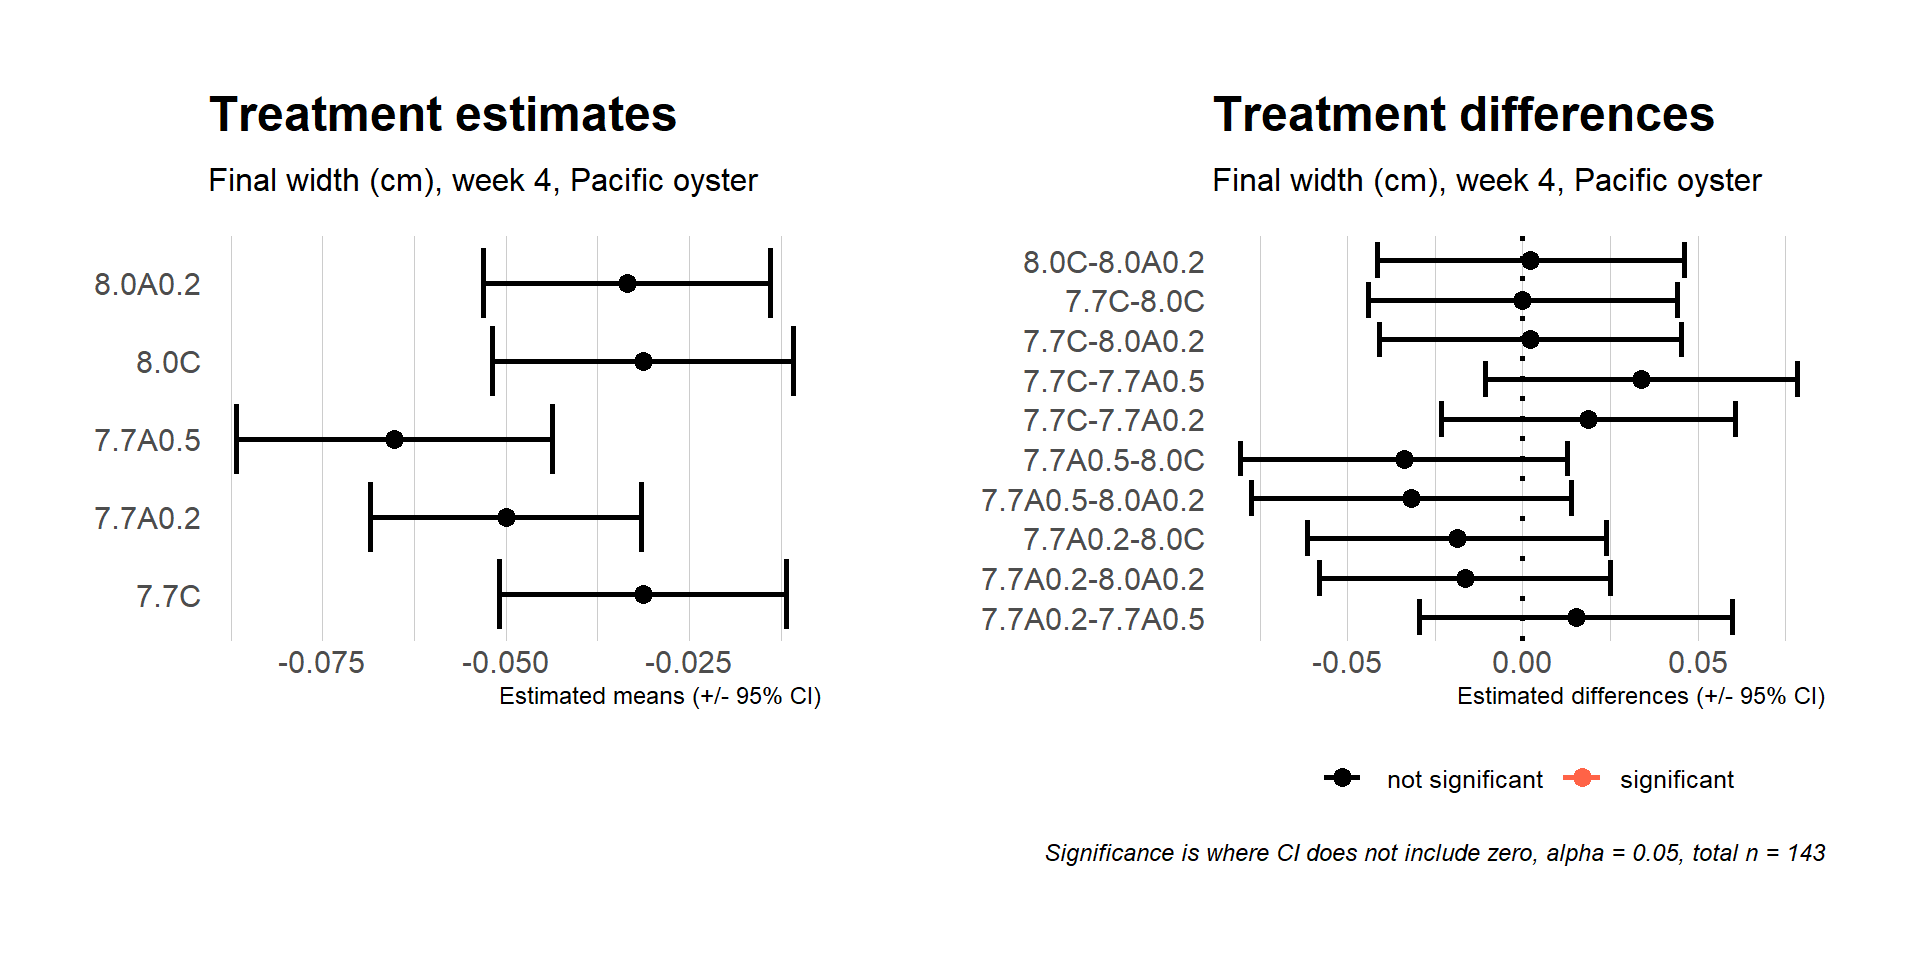 Treatment estimates
Final width (cm), week 4, Pacific oyster
8.0A0.2
8.0C
7.7A0.5
7.7A0.2
7.7C
-0.075 -0.050 -0.025
Estimated means (+/- 95% CI)
Treatment differences
Final width (cm), week 4, Pacific oyster
8.0C-8.0A0.2
7.7C-8.0C
7.7C-8.0A0.2
7.7C-7.7A0.5
7.7C-7.7A0.2
7.7A0.5-8.0C
7.7A0.5-8.0A0.2
7.7A0.2-8.0C
7.7A0.2-8.0A0.2
7.7A0.2-7.7A0.5
-0.05 0.00 0.05
Estimated differences (+/- 95% CI)
not significant significant
Significance is where CI does not include zero, alpha = 0.05, total n = 143